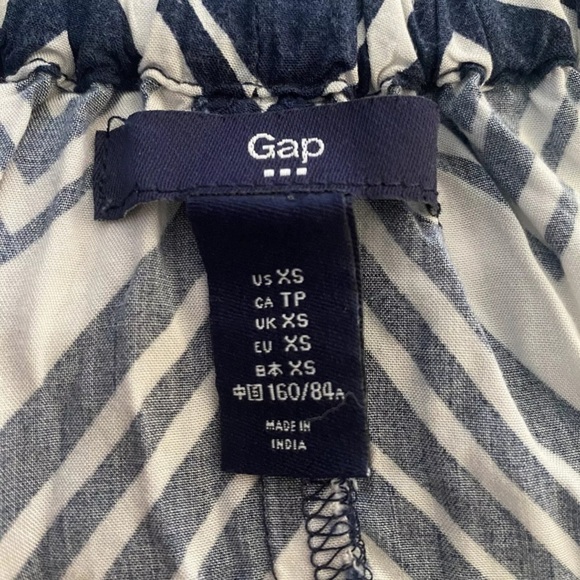 Gap
US XS
CA TP
UK XS
EU XS
日本 XS
中国 160/84A
MADE IN
INDIA